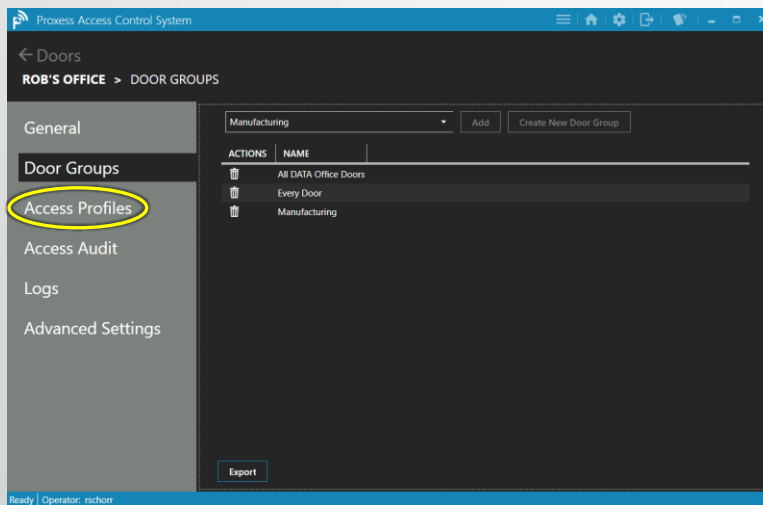 Proxess Access Control System
Doors
ROB'S OFFICE > DOOR GROUPS
General
Door Groups
Access Profiles
Access Audit
Logs
Advanced Settings
Manufacturing
Add
Create New Door Group
ACTIONS NAME
All DATA Office Doors
Every Door
Manufacturing
Export
Ready Operator: rschorr